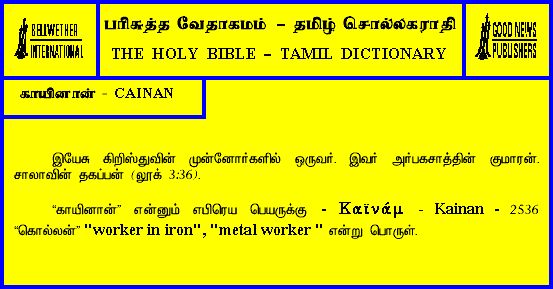 BELLWETHER
INTERNATIONAL
பரிசுத்த வேதாகமம் – தமிழ் சொல்லகராதி
THE HOLY BIBLE – TAMIL DICTIONARY
GOOD NEWS
PUBLISHERS
காயினான் - CAINAN
இயேசு கிறிஸ்துவின் முன்னோர்களில் ஒருவர். இவர் அர்பகசாத்தின் குமாரன்.
சாலாவின் தகப்பன் (லூக் 3:36).
“காயினான்” என்னும் எபிரெய பெயருக்கு - Καϊνάμ - Kainan - 2536
“கொல்லன்” "worker in iron", "metal worker " என்று பொருள்.